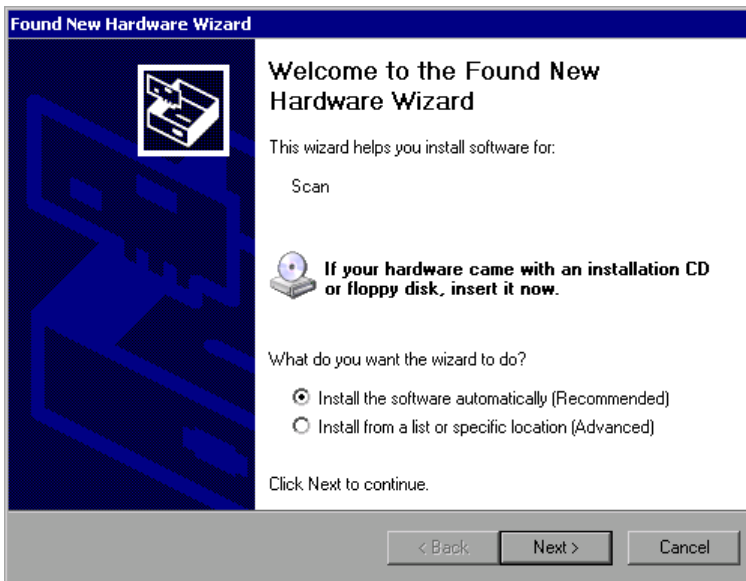 Found New Hardware Wizard
Welcome to the Found New
Hardware Wizard
This wizard helps you install software for:
Scan
If your hardware came with an installation CD
or floppy disk, insert it now.
What do you want the wizard to do?
Install the software automatically (Recommended)
Install from a list or specific location (Advanced)
Click Next to continue.
< Back
Next >
Cancel